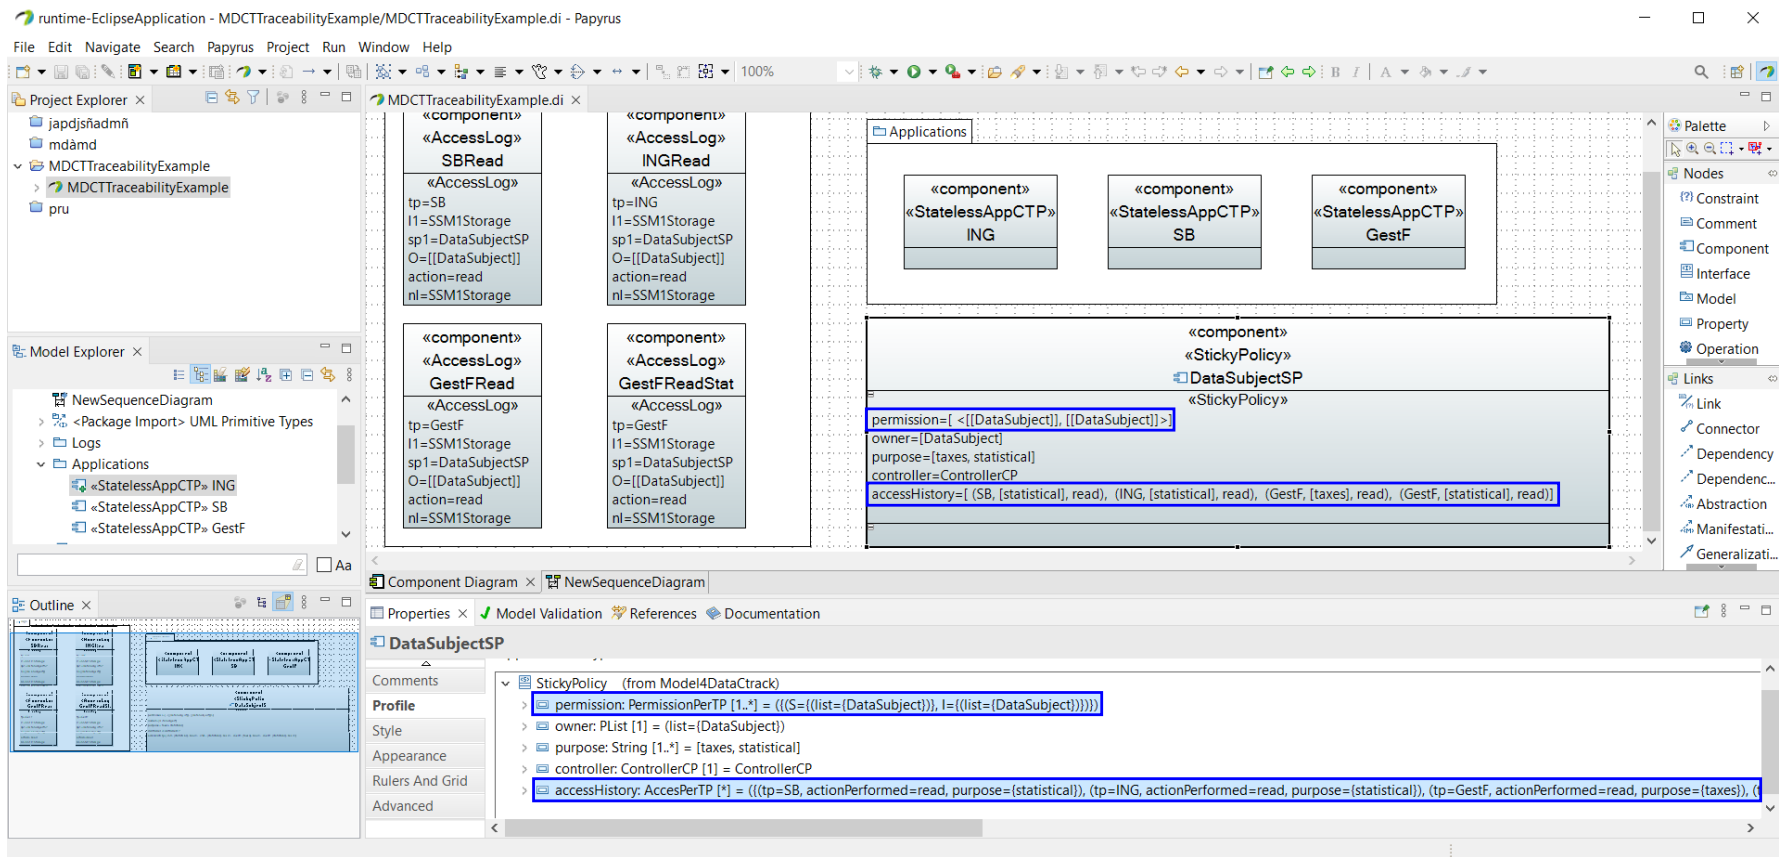 runtime-EclipseApplication - MDCTTraceabilityExample/MDCTTraceabilityExample.di - Papyrus
File Edit Navigate Search Papyrus Project Run Window Help
100%
B I A
Project Explorer
japdjsñadmñ
mdàmd
MDCTTraceabilityExample
MDCTTraceabilityExample
pru
Model Explorer
NewSequenceDiagram
<Package Import> UML Primitive Types
Logs
Applications
«StatelessAppCTP» ING
«StatelessAppCTP» SB
«StatelessAppCTP» GestF
Aa
Outline
MDCTTraceabilityExample.di
«component»
«AccessLog»
SBRead
«AccessLog»
tp=SB
I1=SSM1Storage
sp1=DataSubjectSP
O=[[DataSubject]]
action=read
nI=SSM1Storage
«component»
«AccessLog»
INGRead
«AccessLog»
tp=ING
I1=SSM1Storage
sp1=DataSubjectSP
O=[[DataSubject]]
action=read
nI=SSM1Storage
«component»
«AccessLog»
GestFRead
«AccessLog»
tp=GestF
I1=SSM1Storage
sp1=DataSubjectSP
O=[[DataSubject]]
action=read
nI=SSM1Storage
«component»
«AccessLog»
GestFReadStat
«AccessLog»
tp=GestF
I1=SSM1Storage
sp1=DataSubjectSP
O=[[DataSubject]]
action=read
nI=SSM1Storage
Applications
«component»
«StatelessAppCTP»
ING
«component»
«StatelessAppCTP»
SB
«component»
«StatelessAppCTP»
GestF
«component»
«StickyPolicy»
DataSubjectSP
«StickyPolicy»
permission=[ <[[DataSubject]], [[DataSubject]]>]
owner=[DataSubject]
purpose=[taxes, statistical]
controller=ControllerCP
accessHistory=[ (SB, [statistical], read), (ING, [statistical], read), (GestF, [taxes], read), (GestF, [statistical], read)]
Palette
Nodes
Constraint
Comment
Component
Interface
Model
Property
Operation
Links
Link
Connector
Dependency
Dependenc...
Abstraction
Manifestati...
Generalizati...
Component Diagram
NewSequenceDiagram
Properties
Model Validation
References
Documentation
DataSubjectSP
Comments
Profile
Style
Appearance
Rulers And Grid
Advanced
StickyPolicy (from Model4DataCtrack)
permission: PermissionPerTP [1..*] = ({(S={(list={DataSubject})}, I={(list={DataSubject})})})
owner: PList [1] = (list={DataSubject})
purpose: String [1..*] = [taxes, statistical]
controller: ControllerCP [1] = ControllerCP
accessHistory: AccesPerTP [*] = ({(tp=SB, actionPerformed=read, purpose={statistical}), (tp=ING, actionPerformed=read, purpose={statistical}), (tp=GestF, actionPerformed=read, purpose={taxes}), (t